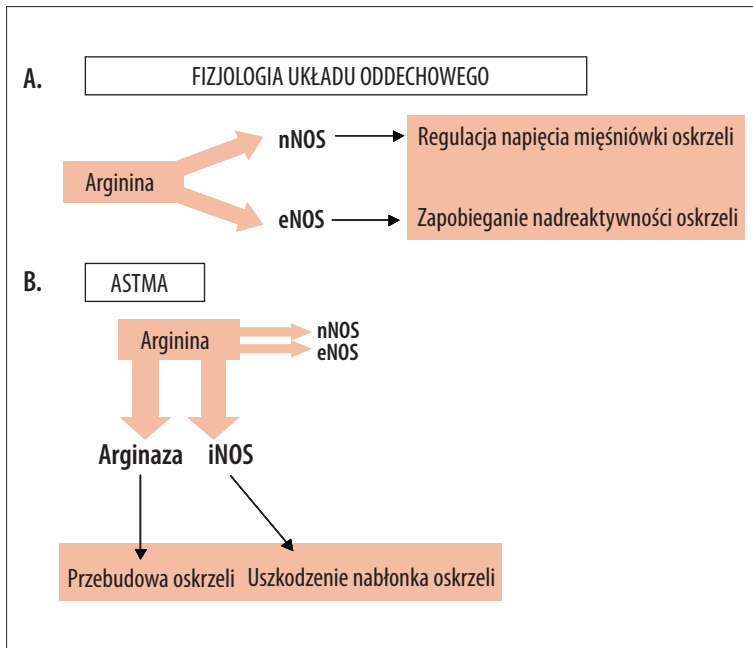 A.
FIZJOLOGIA UKŁADU ODDECHOWEGO
Arginina
nNOS
Regulacja napięcia mięśniówki oskrzeli
eNOS
Zapobieganie nadreaktywności oskrzeli
B.
ASTMA
Arginina
nNOS
eNOS
Arginaza
iNOS
Przebudowa oskrzeli
Uszkodzenie nabłonka oskrzeli